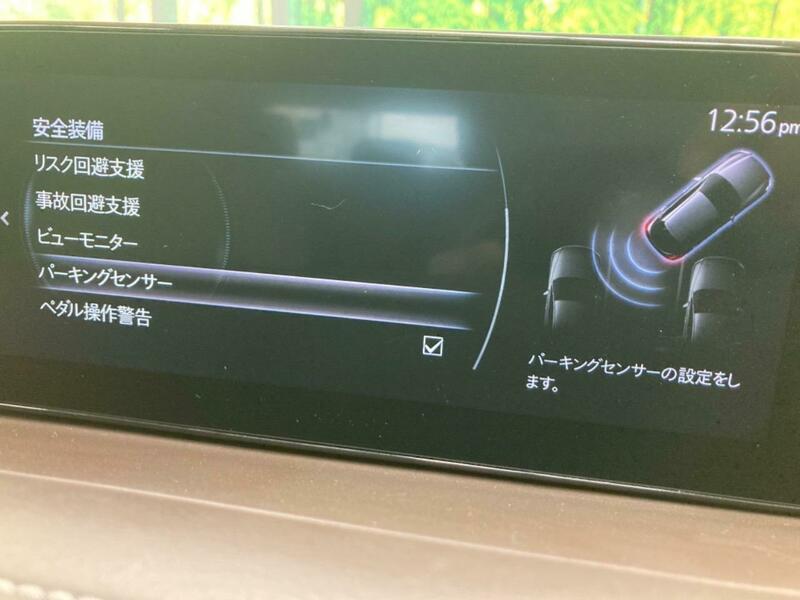 安全装備
12:56pm
リスク回避支援
事故回避支援
ビューモニター
パーキングセンサー
ペダル操作警告
パーキングセンサーの設定をし
ます。